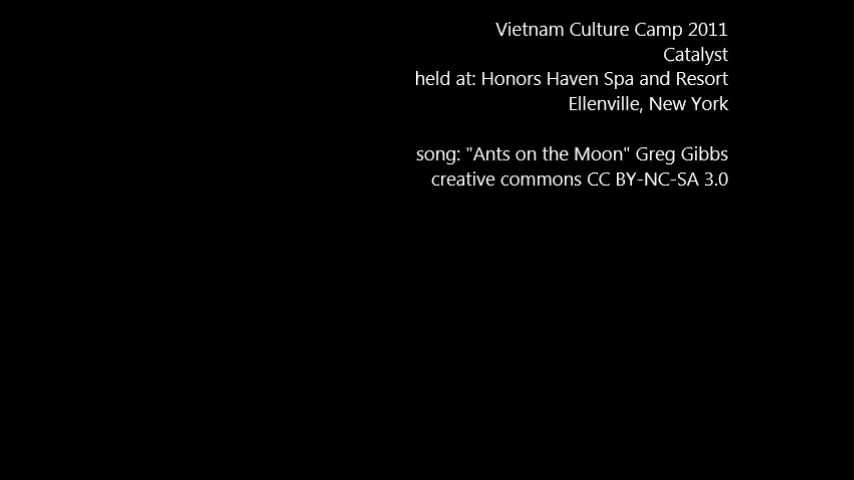 Vietnam Culture Camp 2011
Catalyst
held at: Honors Haven Spa and Resort
Ellenville, New York
song: "Ants on the Moon" Greg Gibbs
creative commons CC BY-NC-SA 3.0